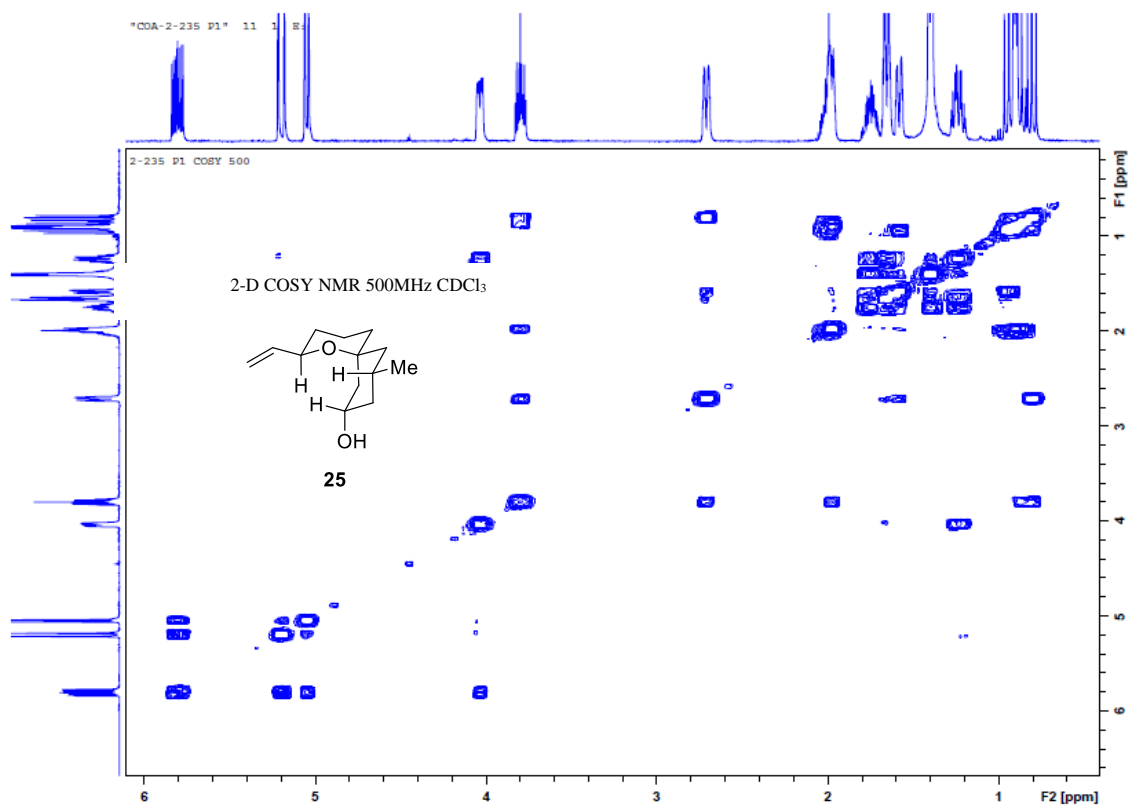 "COA-2-235 P1" 11 1
2-235 P1 COSY 500
F1 [ppm]
1
2
3
4
5
6
2-D COSY NMR 500MHz CDCl₃
O
H
H
Me
H
OH
25
6
5
4
3
2
1
F2 [ppm]